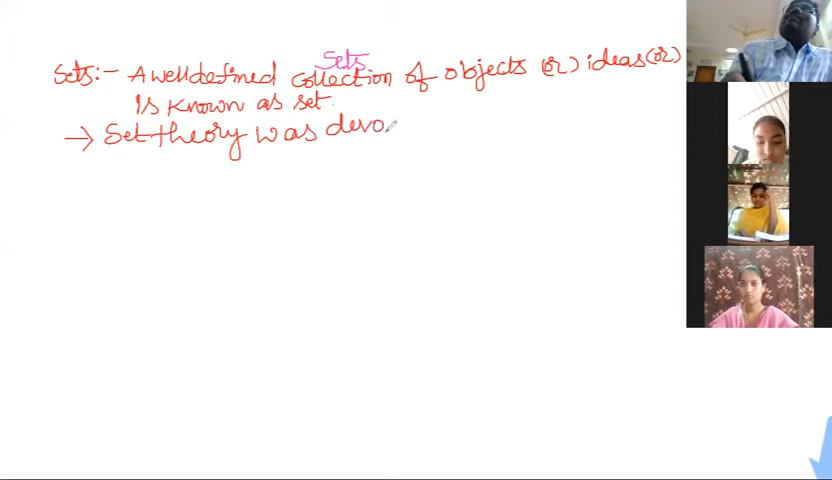 Sets
Sets:- A welldefined collection of objects (or) ideas (or)
is known as set.
→ Set theory was devo